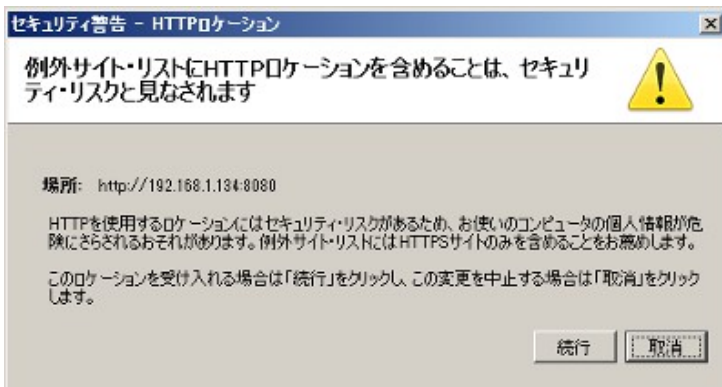 セキュリティ警告 - HTTPロケーション
例外サイト・リストにHTTPロケーションを含めることは、セキュリ
ティ・リスクと見なされます
場所: http://192.168.1.134:8080
HTTPを使用するロケーションにはセキュリティ・リスクがあるため、お使いのコンピュータの個人情報が危
険にさらされるおそれがあります。例外サイト・リストにはHTTPSサイトのみを含めることをお薦めします。
このロケーションを受け入れる場合は「続行」をクリックし、この変更を中止する場合は「取消」をクリック
します。
続行 取消